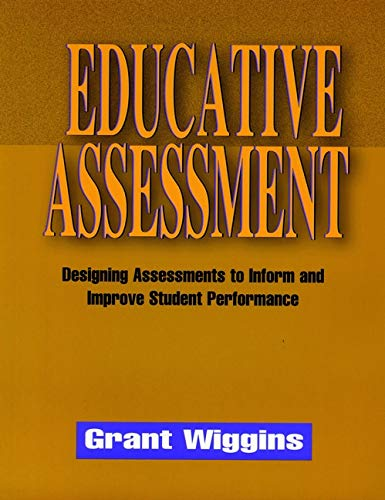 EDUCATIVE
ASSESSMENT
Designing Assessments to Inform and
Improve Student Performance
Grant Wiggins